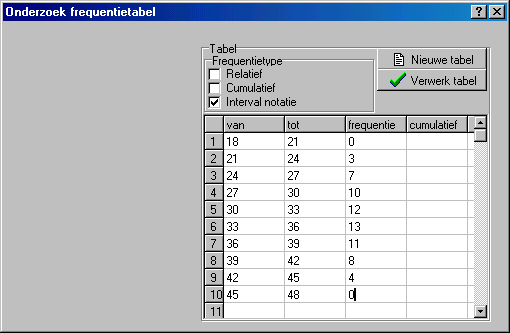 Onderzoek frequentietabel
Tabel
Frequentietype
Relatief
Cumulatief
Interval notatie
Nieuwe tabel
Verwerk tabel
van tot frequentie cumulatief
1 18 21 0
2 21 24 3
3 24 27 7
4 27 30 10
5 30 33 12
6 33 36 13
7 36 39 11
8 39 42 8
9 42 45 4
10 45 48 0
11